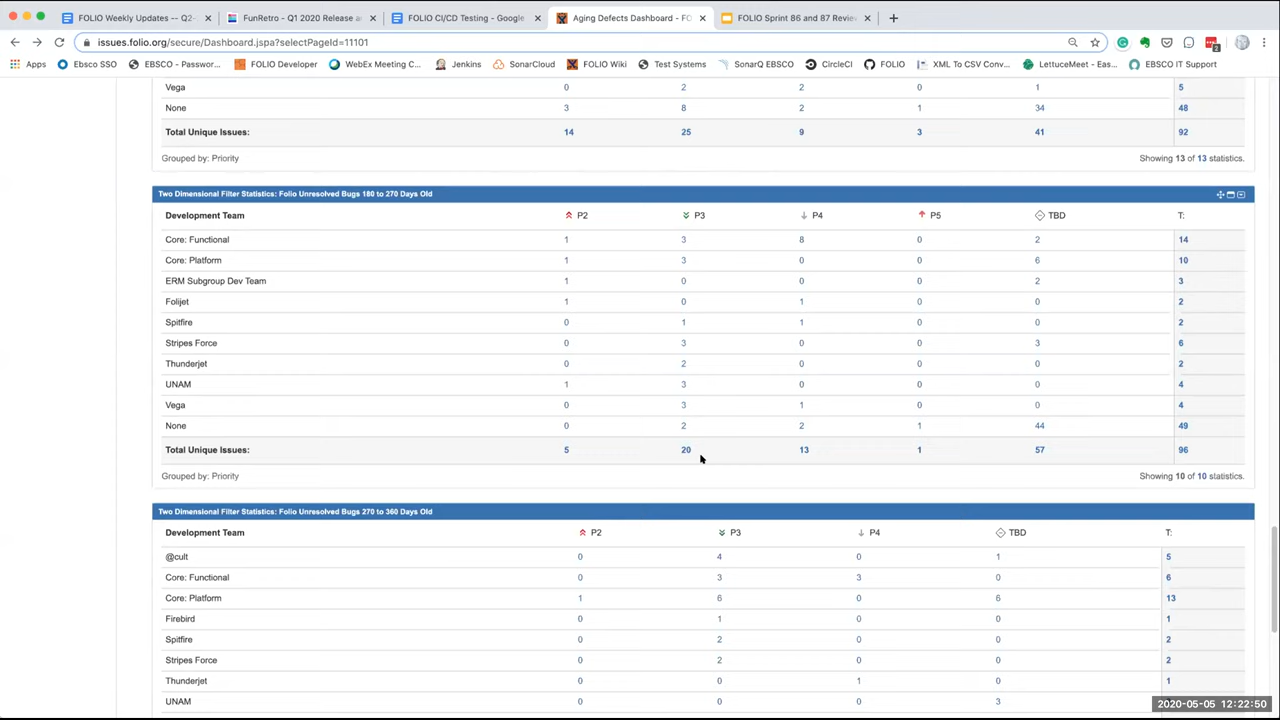 FOLIO Weekly Updates -- Q2- × FunRetro - Q1 2020 Release a × FOLIO CI/CD Testing - Google × Aging Defects Dashboard - FO × FOLIO Sprint 86 and 87 Revie × +
issues.folio.org/secure/Dashboard.jspa?selectPageId=11101
Apps Ebsco SSO EBSCO - Passwor... FOLIO Developer WebEx Meeting C... Jenkins SonarCloud FOLIO Wiki Test Systems SonarQ EBSCO CircleCI FOLIO XML To CSV Conv... LettuceMeet - Eas... EBSCO IT Support
Vega 0 2 2 0 1 5
None 3 8 2 1 34 48
Total Unique Issues: 14 25 9 3 41 92
Grouped by: Priority Showing 13 of 13 statistics.
Two Dimensional Filter Statistics: Folio Unresolved Bugs 180 to 270 Days Old
Development Team P2 P3 P4 P5 TBD T:
Core: Functional 1 3 8 0 2 14
Core: Platform 1 3 0 0 6 10
ERM Subgroup Dev Team 1 0 0 0 2 3
Folijet 1 0 1 0 0 2
Spitfire 0 1 1 0 0 2
Stripes Force 0 3 0 0 3 6
Thunderjet 0 2 0 0 0 2
UNAM 1 3 0 0 0 4
Vega 0 3 1 0 0 4
None 0 2 2 1 44 49
Total Unique Issues: 5 20 13 1 57 96
Grouped by: Priority Showing 10 of 10 statistics.
Two Dimensional Filter Statistics: Folio Unresolved Bugs 270 to 360 Days Old
Development Team P2 P3 P4 TBD T:
@cult 0 4 0 1 5
Core: Functional 0 3 3 0 6
Core: Platform 1 6 0 6 13
Firebird 0 1 0 0 1
Spitfire 0 2 0 0 2
Stripes Force 0 2 0 0 2
Thunderjet 0 0 1 0 1
UNAM 0 0 0 3
2020-05-05 12:22:50